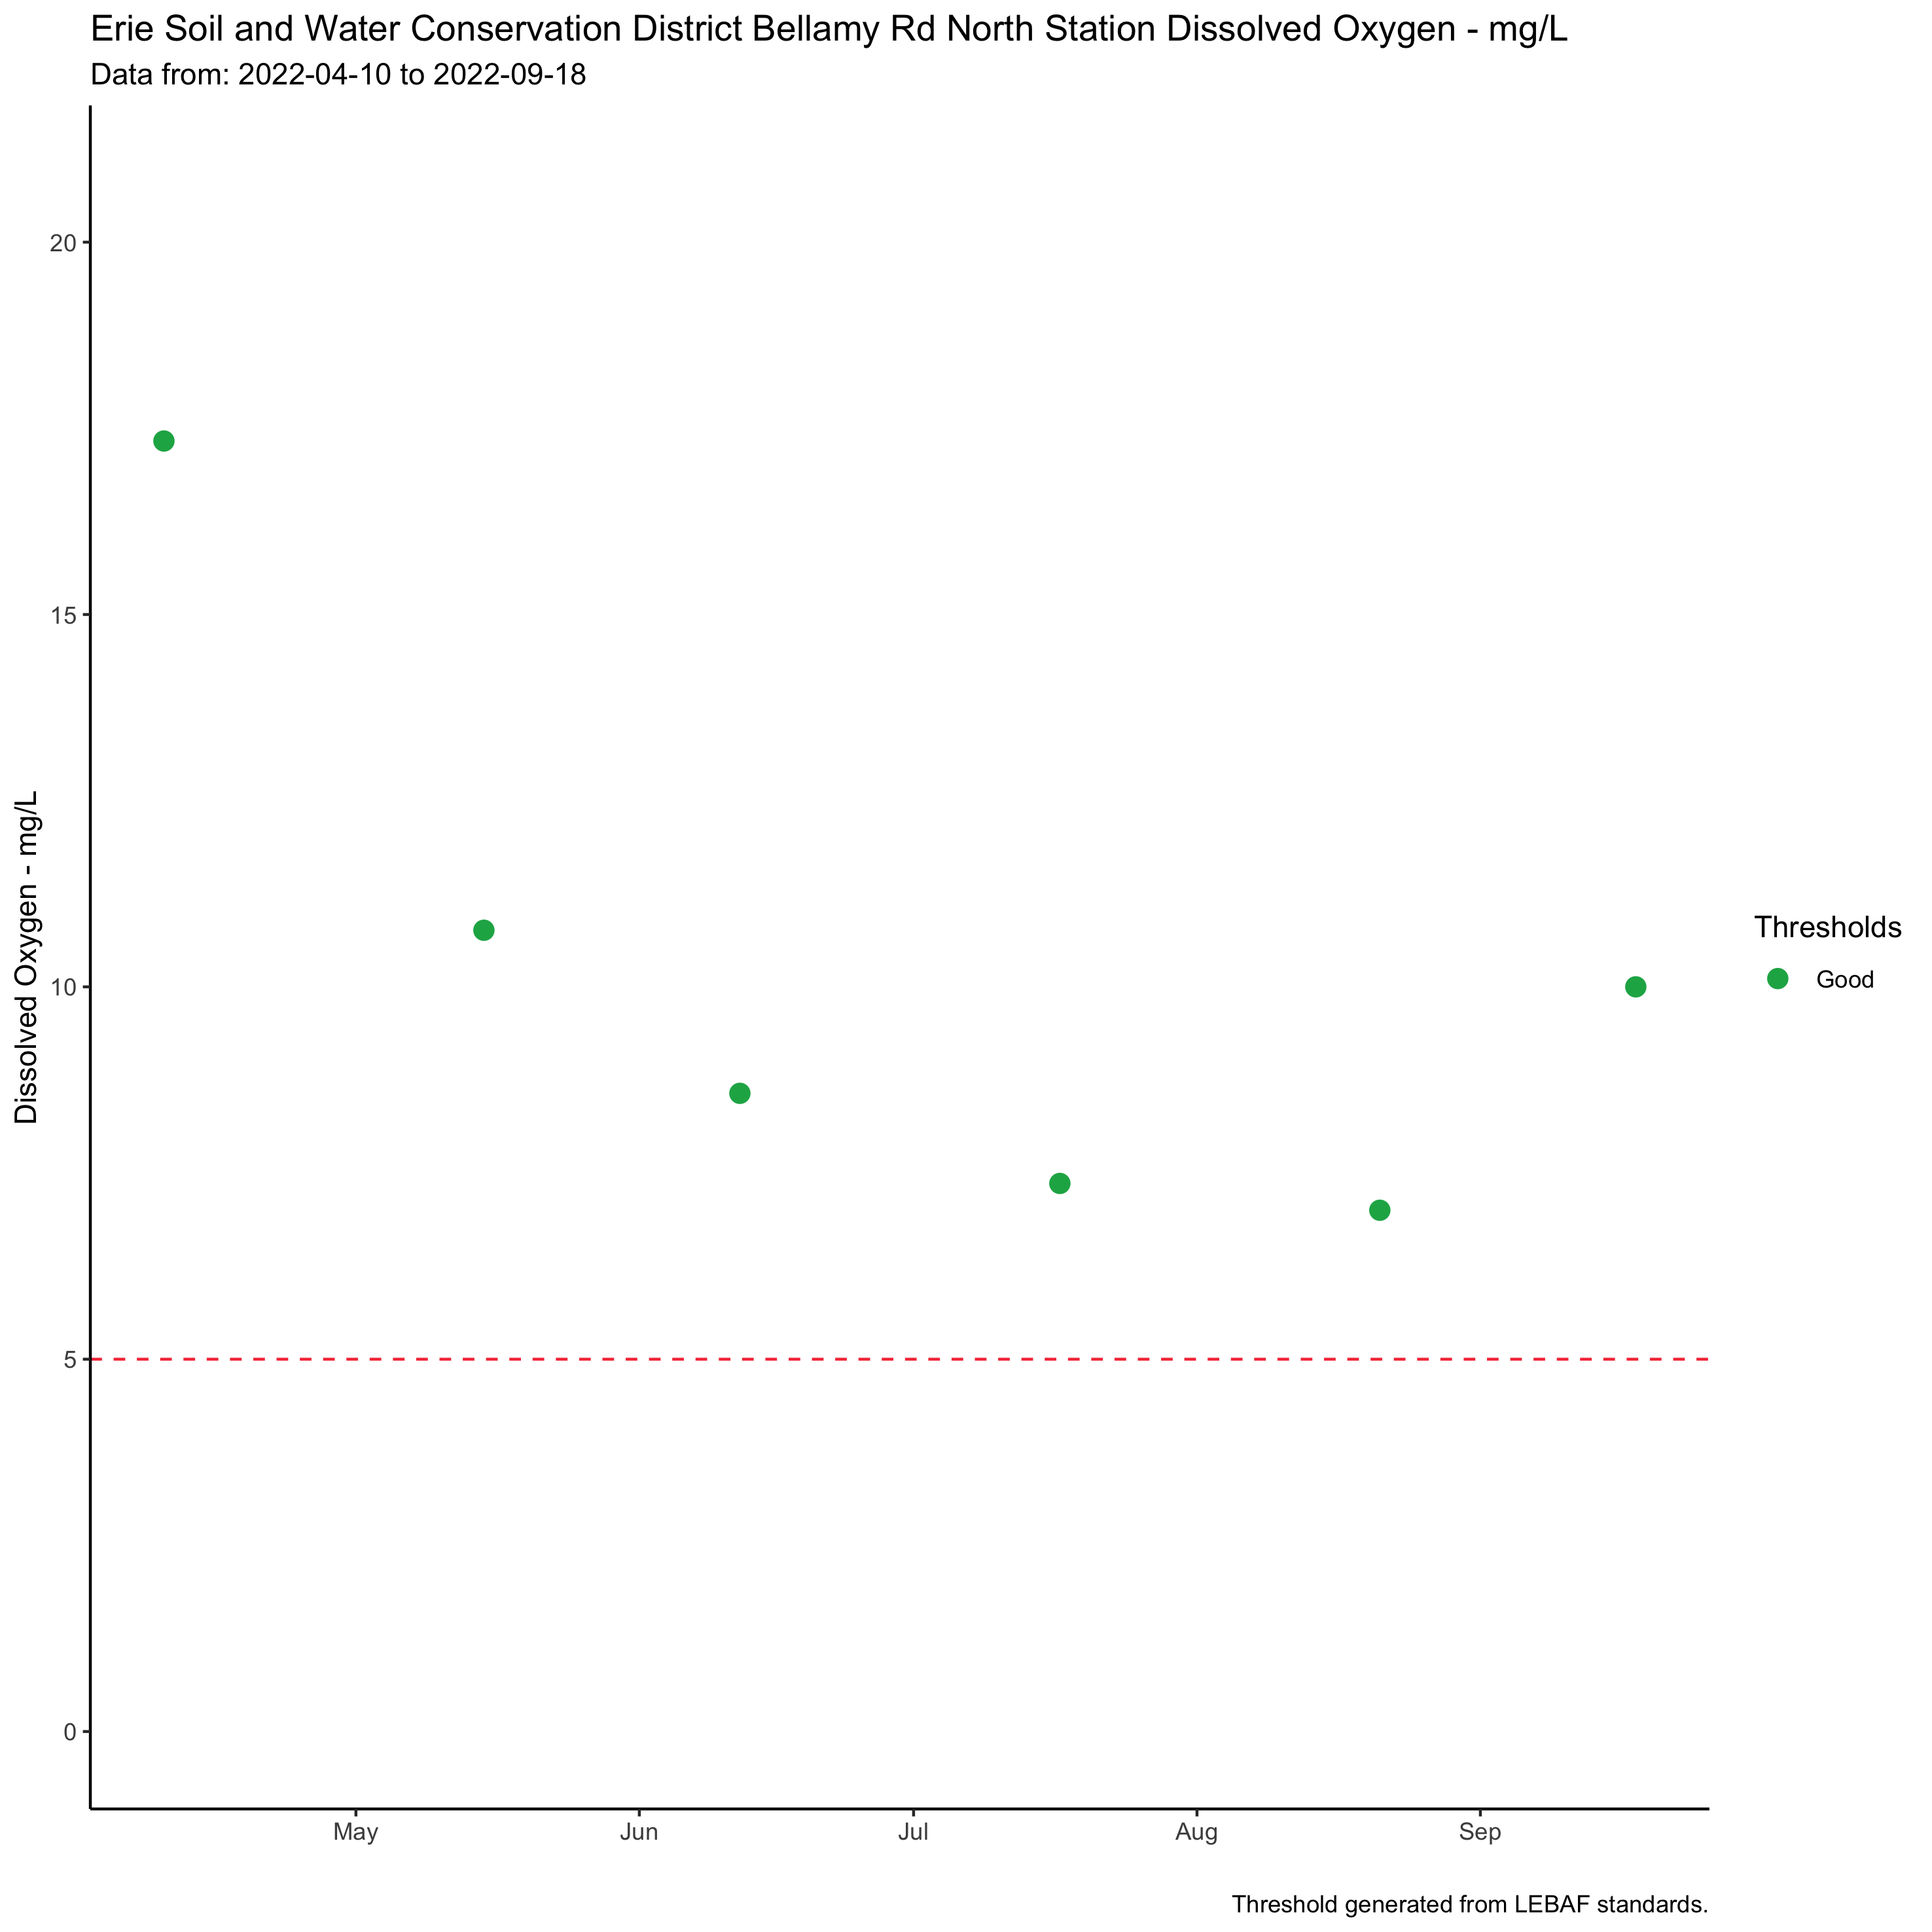 Erie Soil and Water Conservation District Bellamy Rd North Station Dissolved Oxygen - mg/L
Data from: 2022-04-10 to 2022-09-18
Dissolved Oxygen - mg/L
20
15
10
5
0
May
Jun
Jul
Aug
Sep
Thresholds
Good
Threshold generated from LEBAF standards.